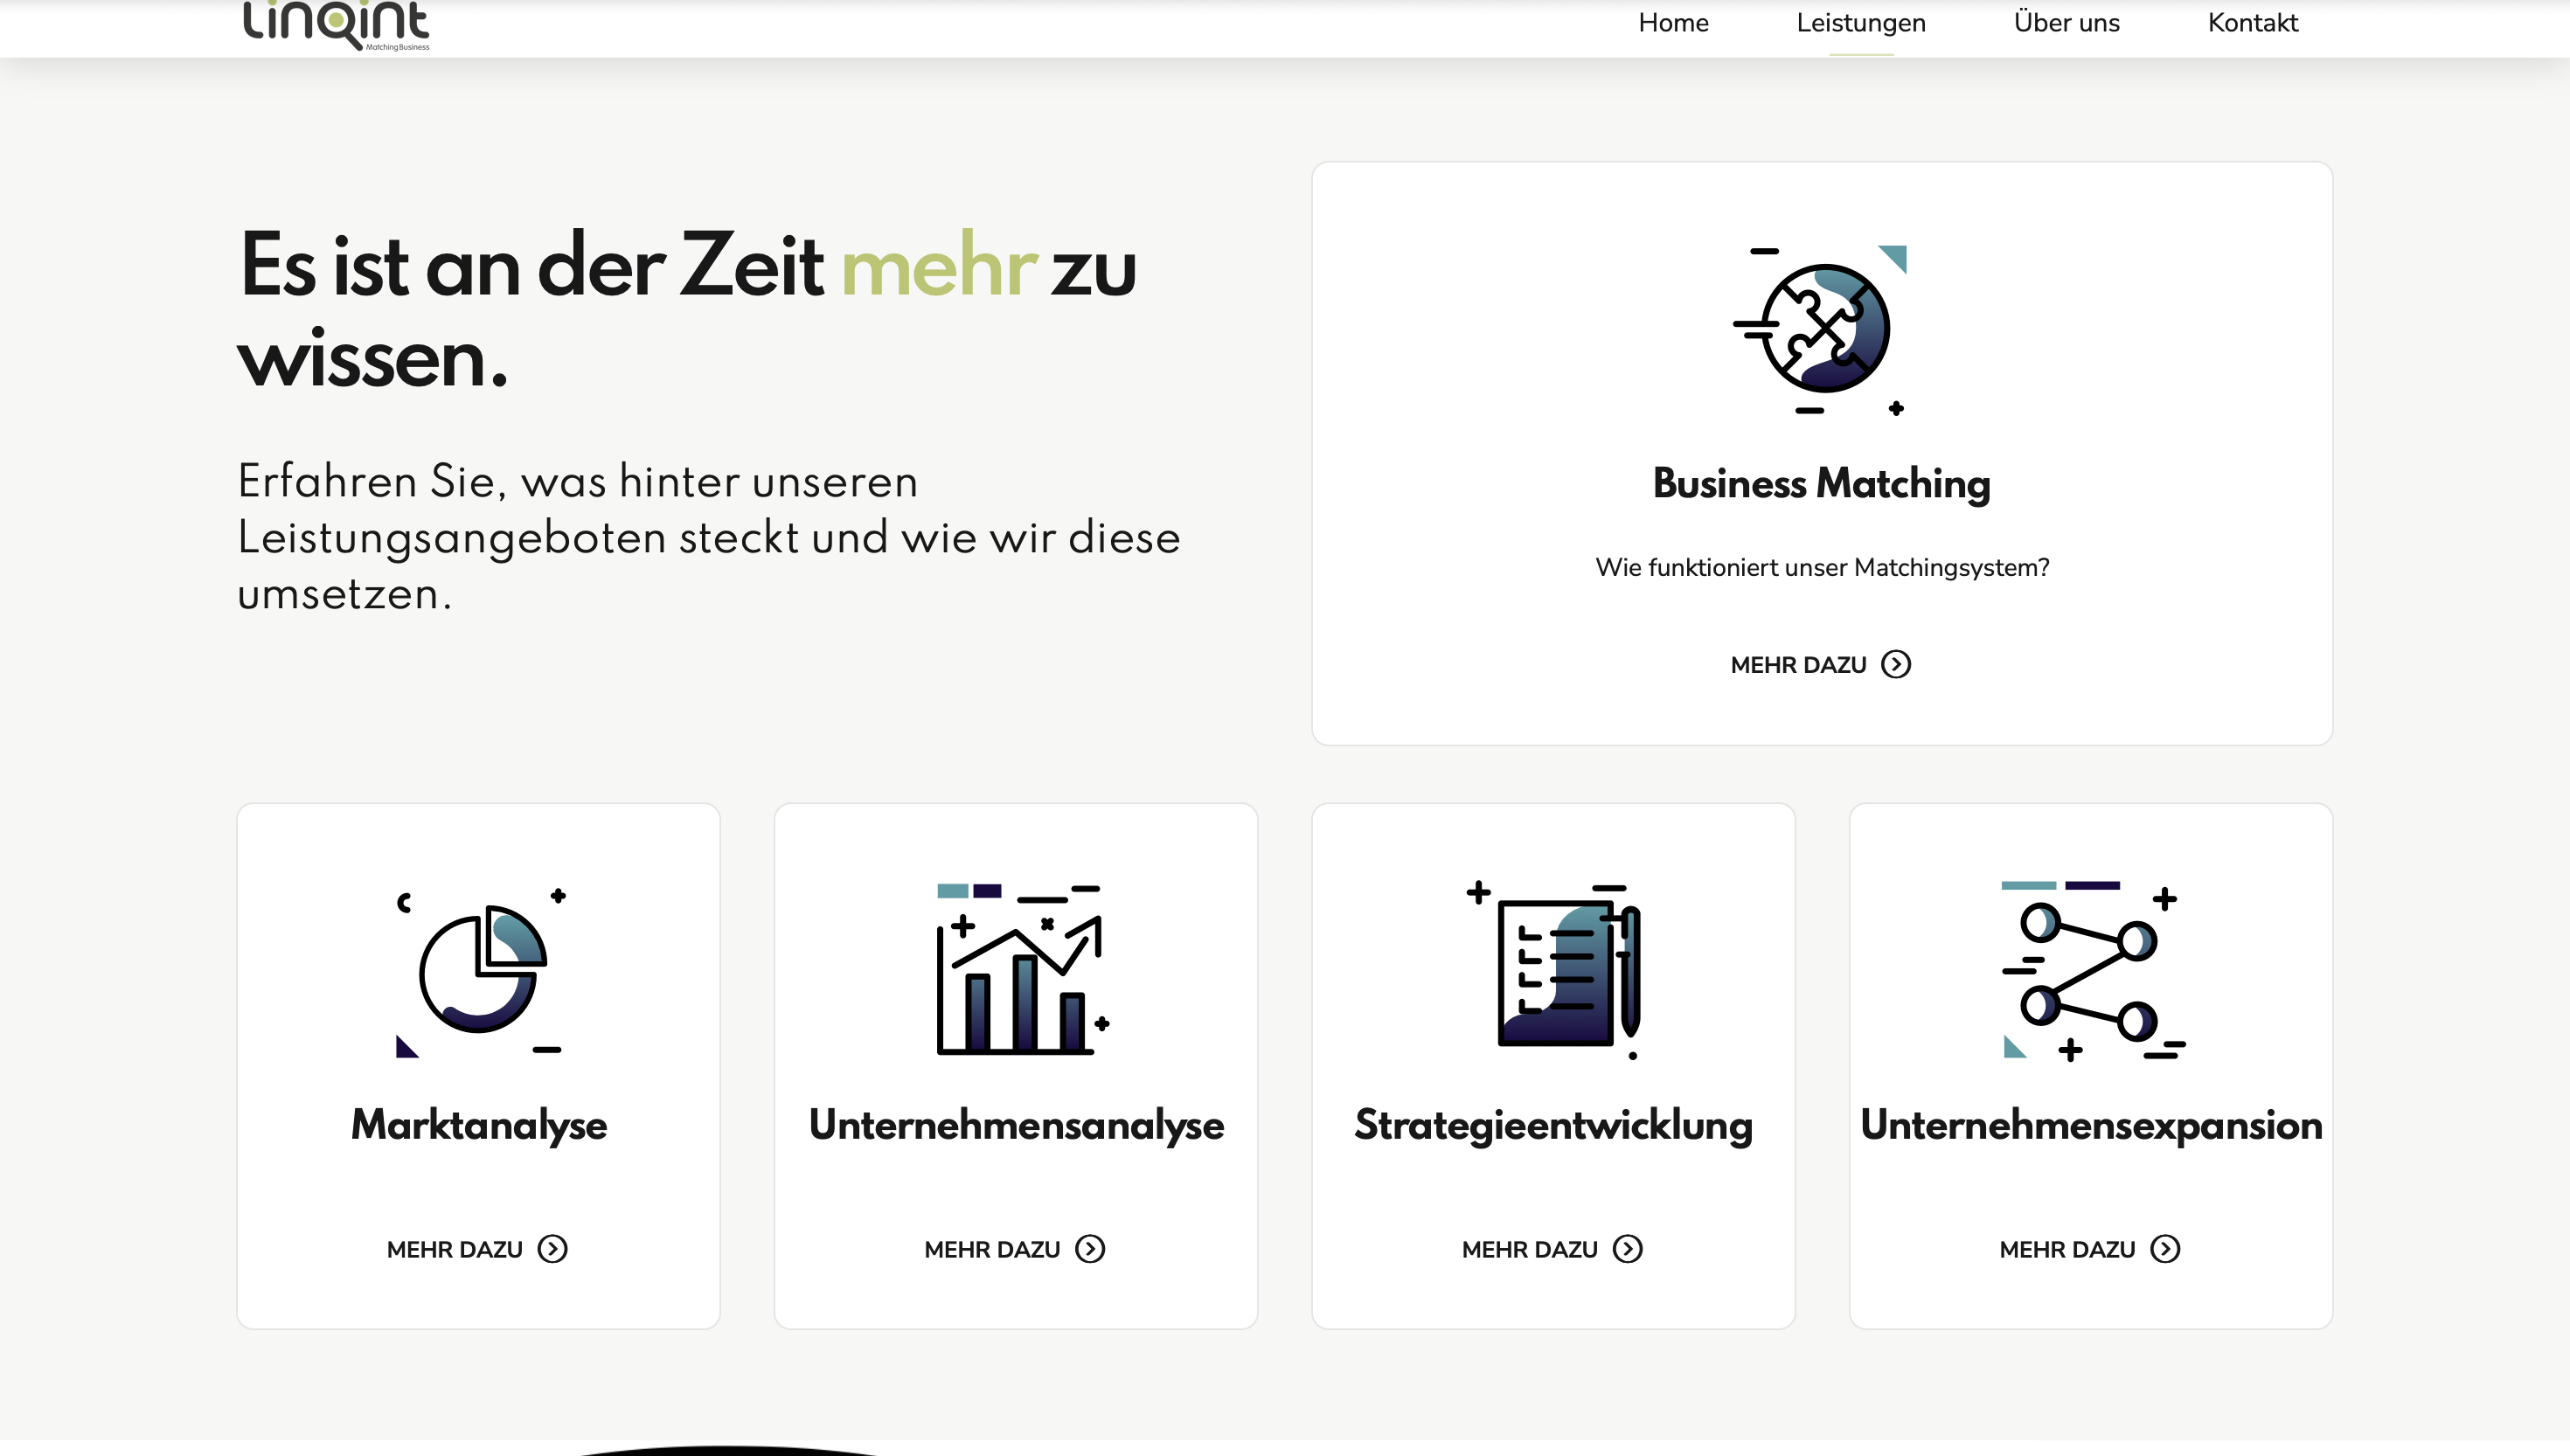 LinQint
MatchingBusiness
Home
Leistungen
Über uns
Kontakt
Es ist an der Zeit mehr zu
wissen.
Erfahren Sie, was hinter unseren
Leistungsangeboten steckt und wie wir diese
umsetzen.
Business Matching
Wie funktioniert unser Matchingsystem?
MEHR DAZU
Marktanalyse
MEHR DAZU
Unternehmensanalyse
MEHR DAZU
Strategieentwicklung
MEHR DAZU
Unternehmensexpansion
MEHR DAZU